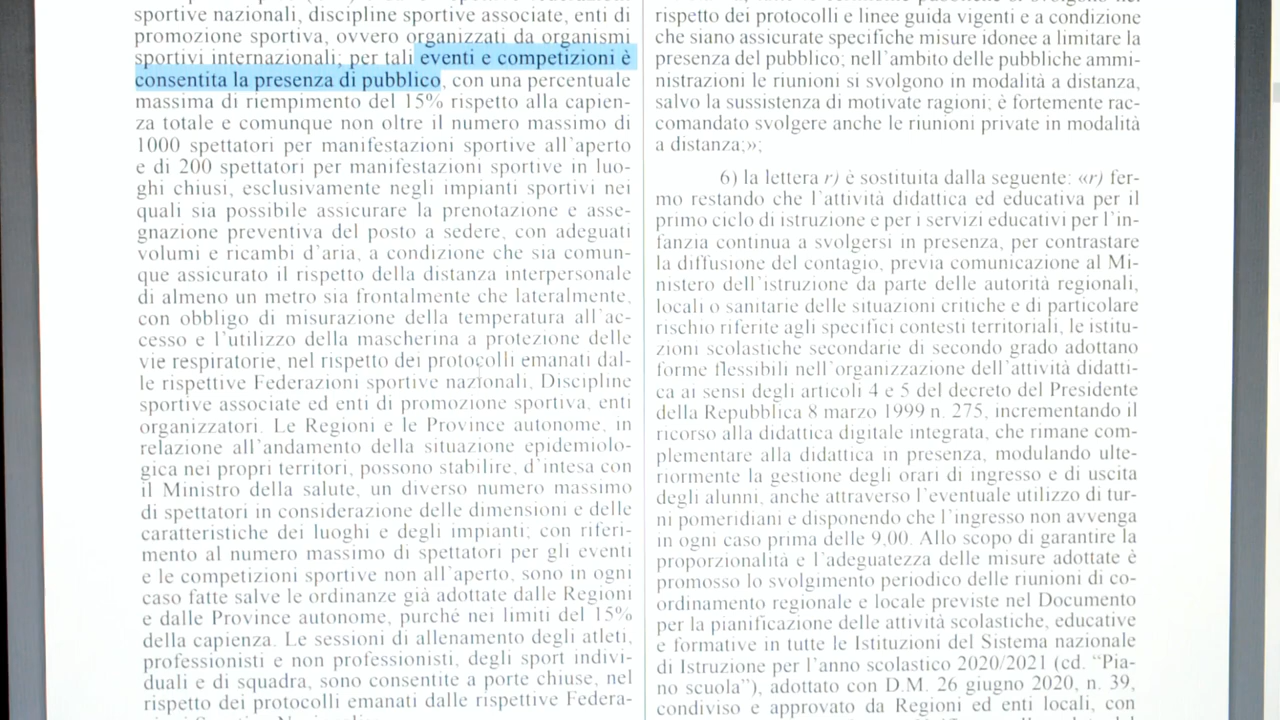 sportive nazionali, discipline sportive associate, enti di
promozione sportiva, ovvero organizzati da organismi
sportivi internazionali; per tali eventi e competizioni è
consentita la presenza di pubblico, con una percentuale
massima di riempimento del 15% rispetto alla capien-
za totale e comunque non oltre il numero massimo di
1000 spettatori per manifestazioni sportive all'aperto
e di 200 spettatori per manifestazioni sportive in luo-
ghi chiusi, esclusivamente negli impianti sportivi nei
quali sia possibile assicurare la prenotazione e asse-
gnazione preventiva del posto a sedere, con adeguati
volumi e ricambi d'aria, a condizione che sia comun-
que assicurato il rispetto della distanza interpersonale
di almeno un metro sia frontalmente che lateralmente,
con obbligo di misurazione della temperatura all'ac-
cesso e l'utilizzo della mascherina a protezione delle
vie respiratorie, nel rispetto dei protocolli emanati dal-
le rispettive Federazioni sportive nazionali, Discipline
sportive associate ed enti di promozione sportiva, enti
organizzatori. Le Regioni e le Province autonome, in
relazione all'andamento della situazione epidemiolo-
gica nei propri territori, possono stabilire, d'intesa con
il Ministro della salute, un diverso numero massimo
di spettatori in considerazione delle dimensioni e delle
caratteristiche dei luoghi e degli impianti; con riferi-
mento al numero massimo di spettatori per gli eventi
e le competizioni sportive non all'aperto, sono in ogni
caso fatte salve le ordinanze già adottate dalle Regioni
e dalle Province autonome, purché nei limiti del 15%
della capienza. Le sessioni di allenamento degli atleti,
professionisti e non professionisti, degli sport indivi-
duali e di squadra, sono consentite a porte chiuse, nel
rispetto dei protocolli emanati dalle rispettive Federa-
rispetto dei protocolli e linee guida vigenti e a condizione
che siano assicurate specifiche misure idonee a limitare la
presenza del pubblico; nell'ambito delle pubbliche ammi-
nistrazioni le riunioni si svolgono in modalità a distanza,
salvo la sussistenza di motivate ragioni; è fortemente rac-
comandato svolgere anche le riunioni private in modalità
a distanza;»;
6) la lettera r) è sostituita dalla seguente: «r) fer-
mo restando che l'attività didattica ed educativa per il
primo ciclo di istruzione e per i servizi educativi per l'in-
fanzia continua a svolgersi in presenza, per contrastare
la diffusione del contagio, previa comunicazione al Mi-
nistero dell'istruzione da parte delle autorità regionali,
locali o sanitarie delle situazioni critiche e di particolare
rischio riferite agli specifici contesti territoriali, le istitu-
zioni scolastiche secondarie di secondo grado adottano
forme flessibili nell'organizzazione dell'attività didatti-
ca ai sensi degli articoli 4 e 5 del decreto del Presidente
della Repubblica 8 marzo 1999 n. 275, incrementando il
ricorso alla didattica digitale integrata, che rimane com-
plementare alla didattica in presenza, modulando ulte-
riormente la gestione degli orari di ingresso e di uscita
degli alunni, anche attraverso l'eventuale utilizzo di tur-
ni pomeridiani e disponendo che l'ingresso non avvenga
in ogni caso prima delle 9,00. Allo scopo di garantire la
proporzionalità e l'adeguatezza delle misure adottate è
promosso lo svolgimento periodico delle riunioni di co-
ordinamento regionale e locale previste nel Documento
per la pianificazione delle attività scolastiche, educative
e formative in tutte le Istituzioni del Sistema nazionale
di Istruzione per l'anno scolastico 2020/2021 (cd. "Pia-
no scuola"), adottato con D.M. 26 giugno 2020, n. 39,
condiviso e approvato da Regioni ed enti locali, con